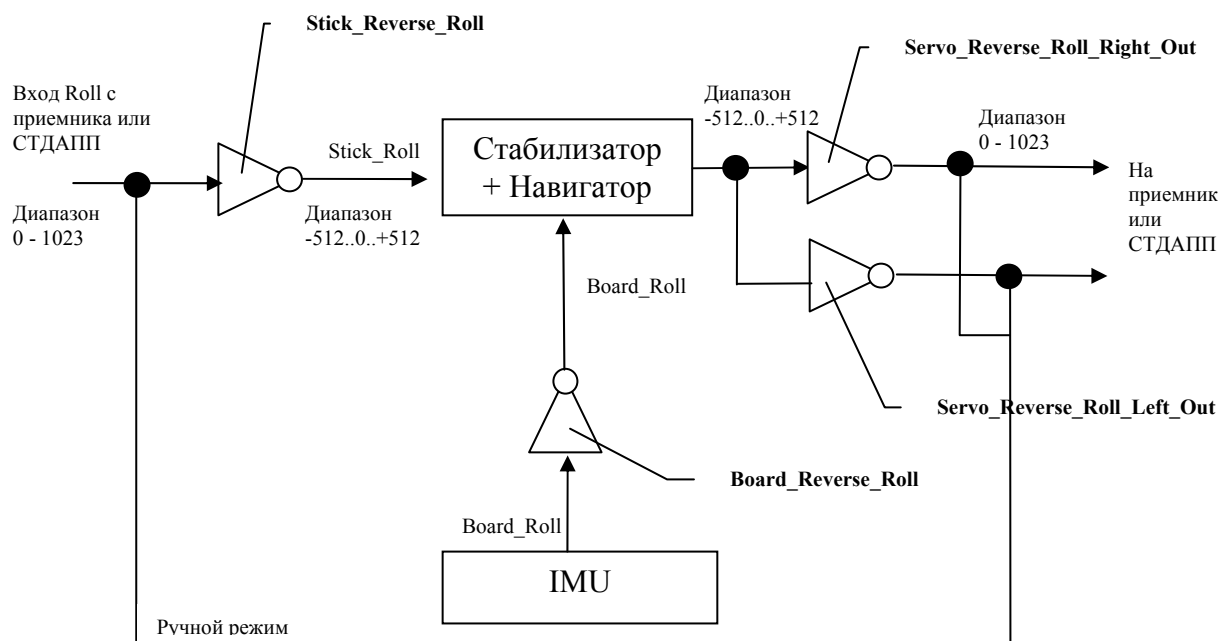 Stick_Reverse_Roll
Servo_Reverse_Roll_Right_Out
Вход Roll с
приемника или
СТДАПП
Диапазон
0 - 1023
Stick_Roll
Диапазон
-512..0..+512
Стабилизатор
+ Навигатор
Диапазон
-512..0..+512
Диапазон
0 - 1023
На
приемник
или
СТДАПП
Board_Roll
Servo_Reverse_Roll_Left_Out
Board_Reverse_Roll
Board_Roll
IMU
Ручной режим